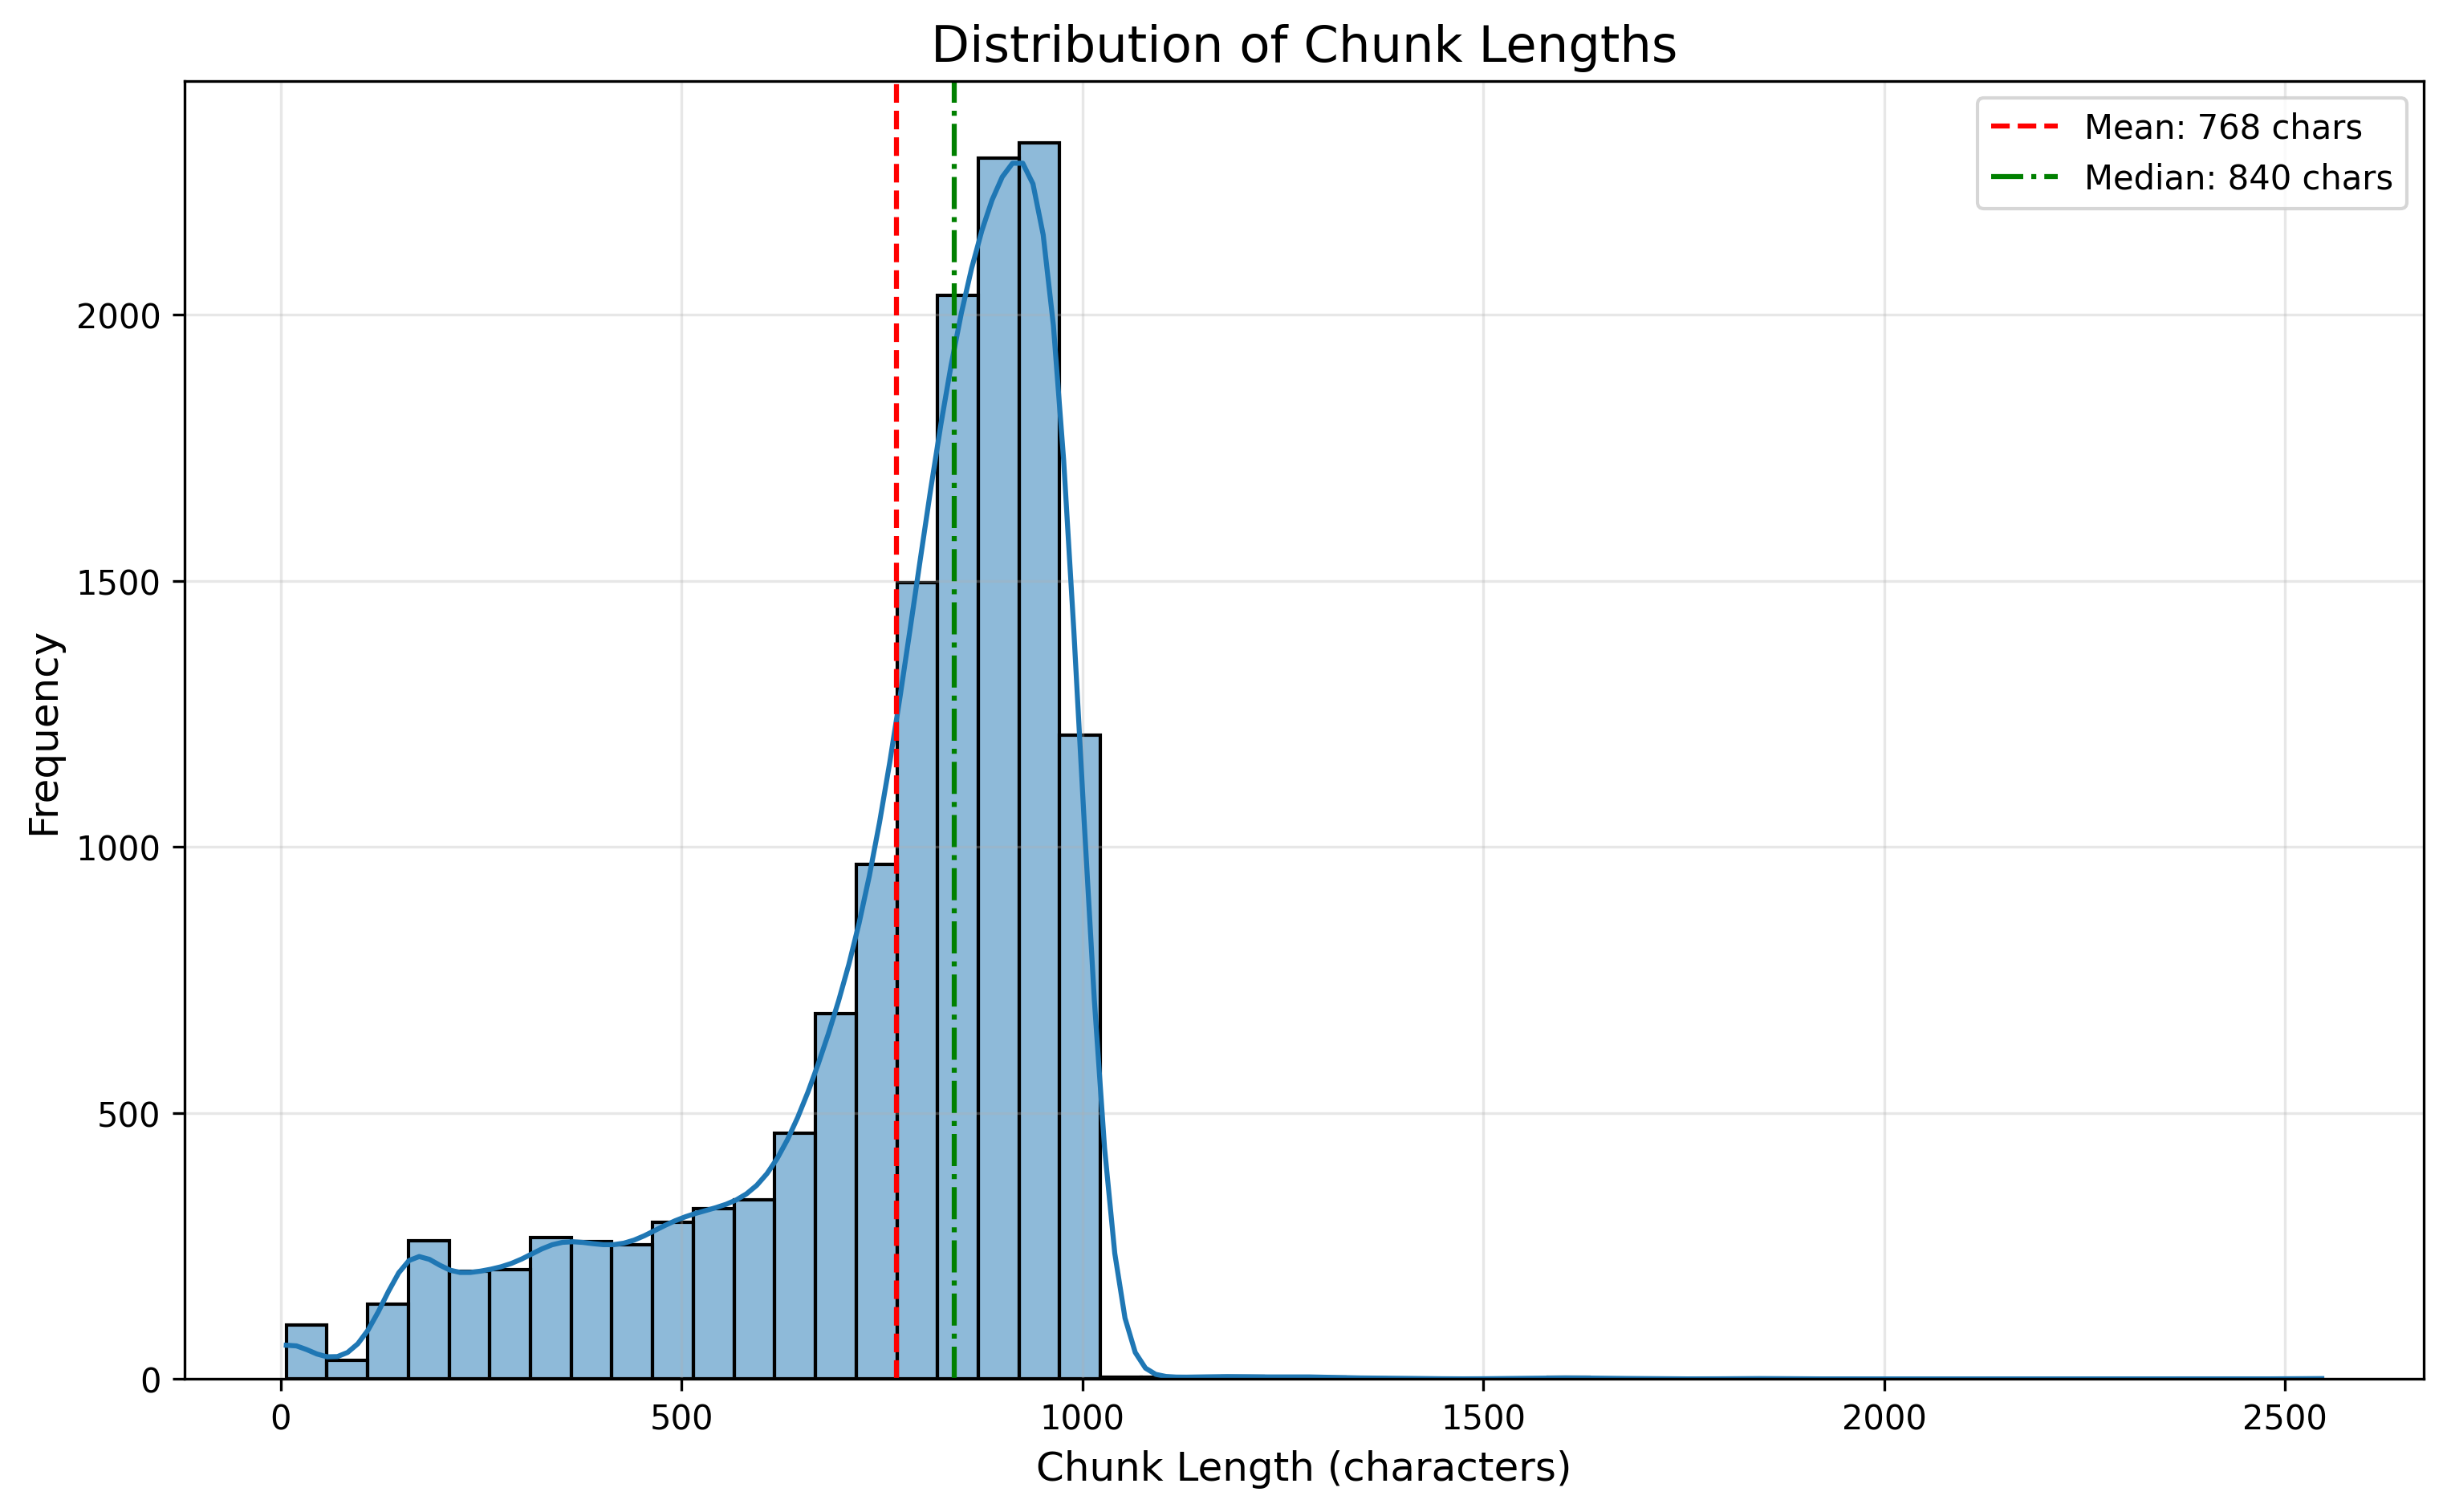 Distribution of Chunk Lengths
Mean: 768 chars
Median: 840 chars
Frequency
2000
1500
1000
500
0
0 500 1000 1500 2000 2500
Chunk Length (characters)